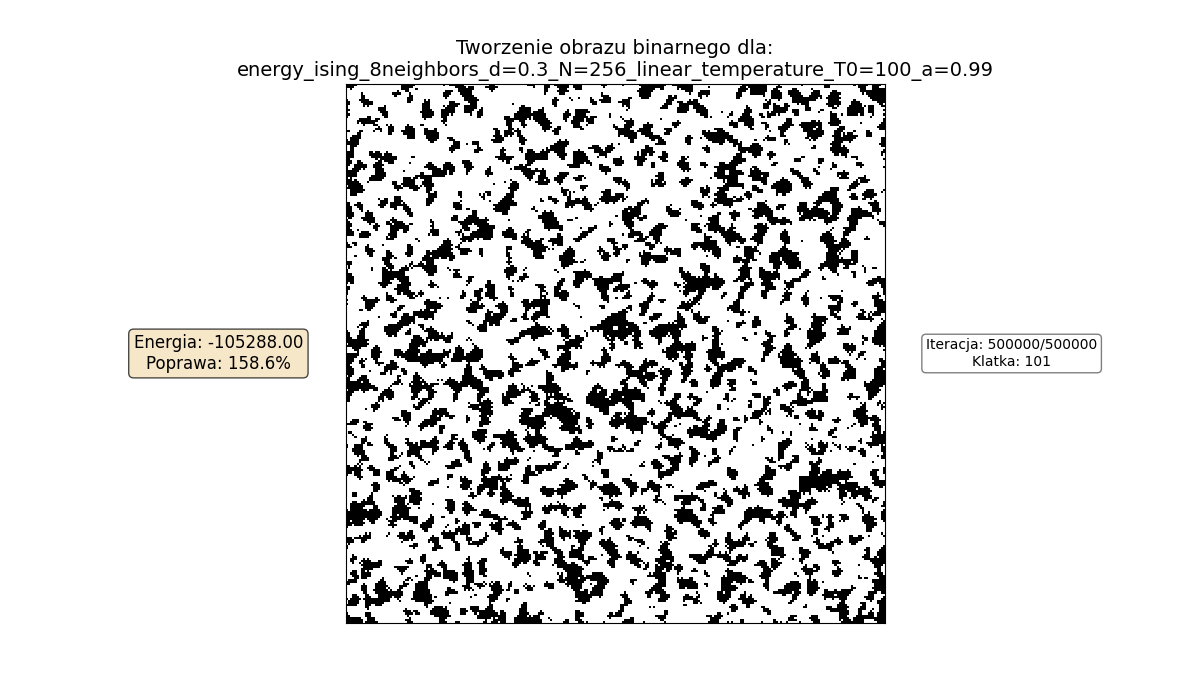 Tworzenie obrazu binarnego dla:
energy_ising_8neighbors_d=0.3_N=256_linear_temperature_T0=100_a=0.99
Energia: -105288.00
Poprawa: 158.6%
Iteracja: 500000/500000
Klatka: 101